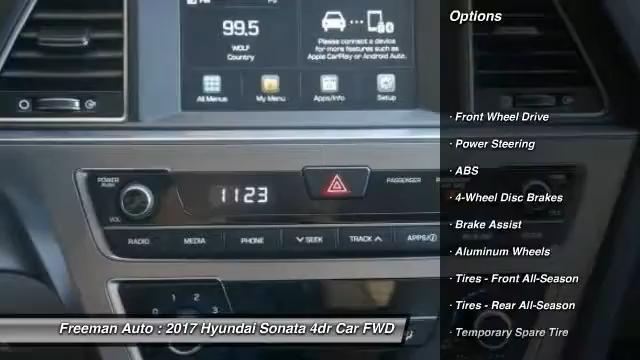 Options
99.5
WOLF
Country
Please connect a device
for more features such as
Apple CarPlay or Android Auto.
All Menus
My Menu
Apps/Info
Setup
· Front Wheel Drive
· Power Steering
· ABS
· 4-Wheel Disc Brakes
· Brake Assist
· Aluminum Wheels
· Tires - Front All-Season
· Tires - Rear All-Season
· Temporary Spare Tire
POWER
VOL
11:23
PASSENGER
RADIO
MEDIA
PHONE
SEEK
TRACK
APPS/
1 2 3
Freeman Auto : 2017 Hyundai Sonata 4dr Car FWD